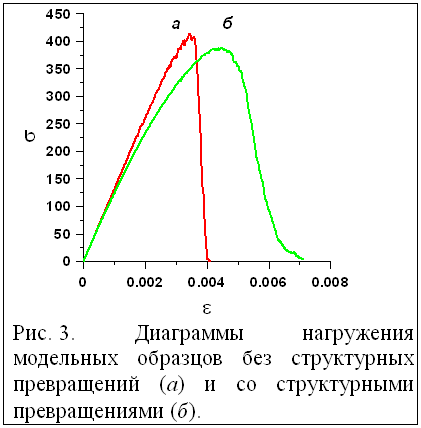 а б
σ
450
400
350
300
250
200
150
100
50
0
0 0.002 0.004 0.006 0.008
ε
Рис. 3. Диаграммы нагружения
модельных образцов без структурных
превращений (а) и со структурными
превращениями (б).